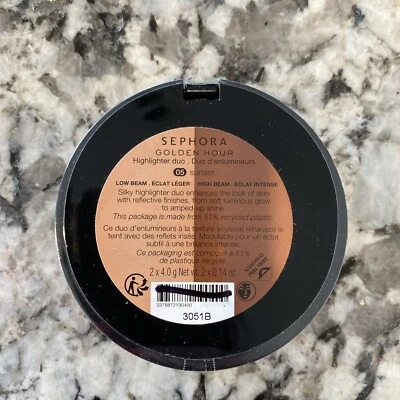 SEPHORA
GOLDEN HOUR
Highlighter duo . Duo d'enlumineurs
05 sunset
LOW BEAM . ÉCLAT LÉGER HIGH BEAM . ÉCLAT INTENSE
Silky highlighter duo enhances the look of skin
with reflective finishes, from soft luminous glow
to amped-up shine.
This package is made from 51% recycled plastic.
Ce duo d'enlumineurs à la texture soyeuse rehausse le
teint avec des reflets irisés. Modulable pour un éclat
subtil à une brillance intense.
Ce packaging est composé à 51%
de plastique recyclé.
2 x 4.0 g Net wt. 2 x 0.14 oz.
3378872190400
3051B